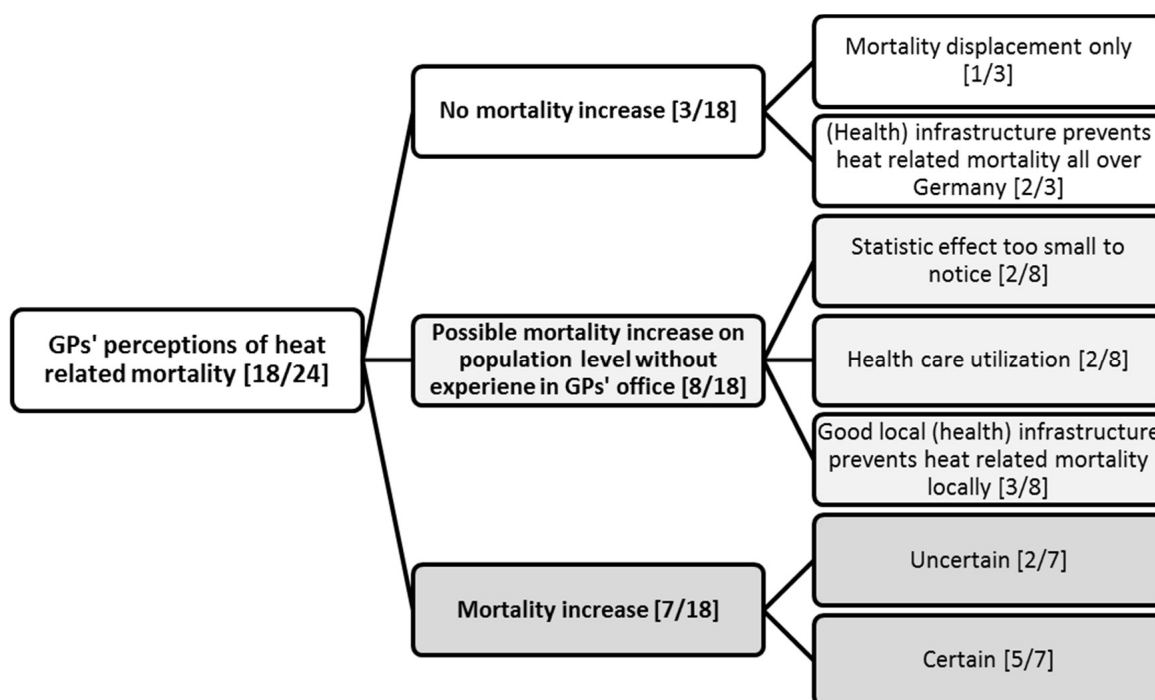 Mortality displacement only
[1/3]
No mortality increase [3/18]
(Health) infrastructure prevents
heat related mortality all over
Germany [2/3]
Statistic effect too small to
notice [2/8]
GPs' perceptions of heat
related mortality [18/24]
Possible mortality increase on
population level without
experiene in GPs' office [8/18]
Health care utilization [2/8]
Good local (health) infrastructure
prevents heat related mortality
locally [3/8]
Uncertain [2/7]
Mortality increase [7/18]
Certain [5/7]